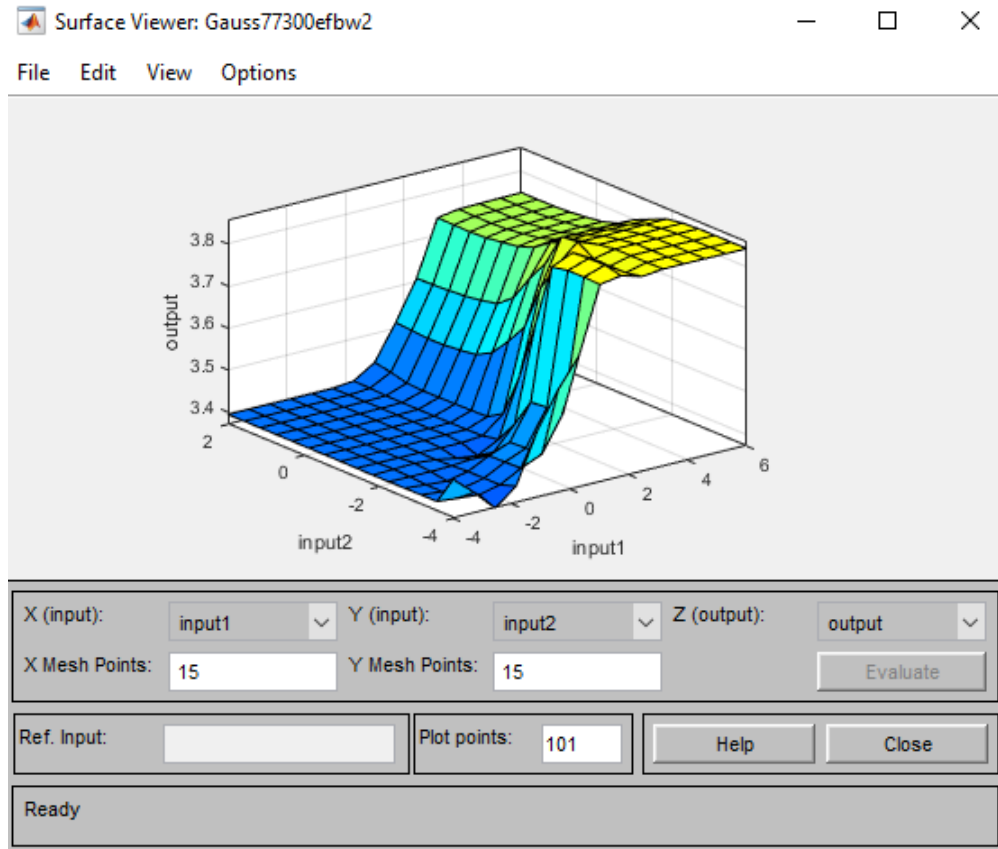 Surface Viewer: Gauss77300efbw2
File Edit View Options
3.8
3.7
3.6
3.5
3.4
output
2
0
-2
-4
input2
-4
-2
0
2
4
6
input1
X (input): input1 Y (input): input2 Z (output): output
X Mesh Points: 15 Y Mesh Points: 15 Evaluate
Ref. Input: Plot points: 101 Help Close
Ready